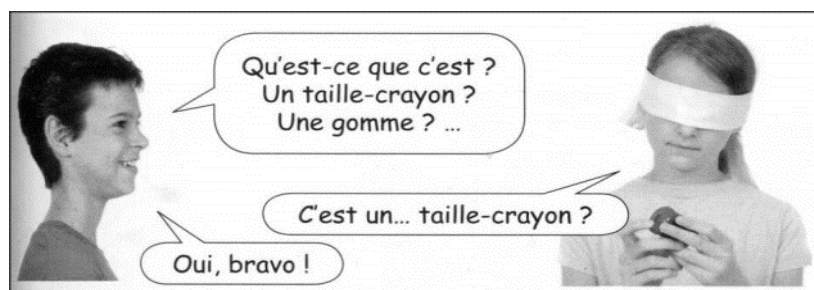 Qu'est-ce que c'est ?
Un taille-crayon ?
Une gomme ? ...
C'est un... taille-crayon ?
Oui, bravo !